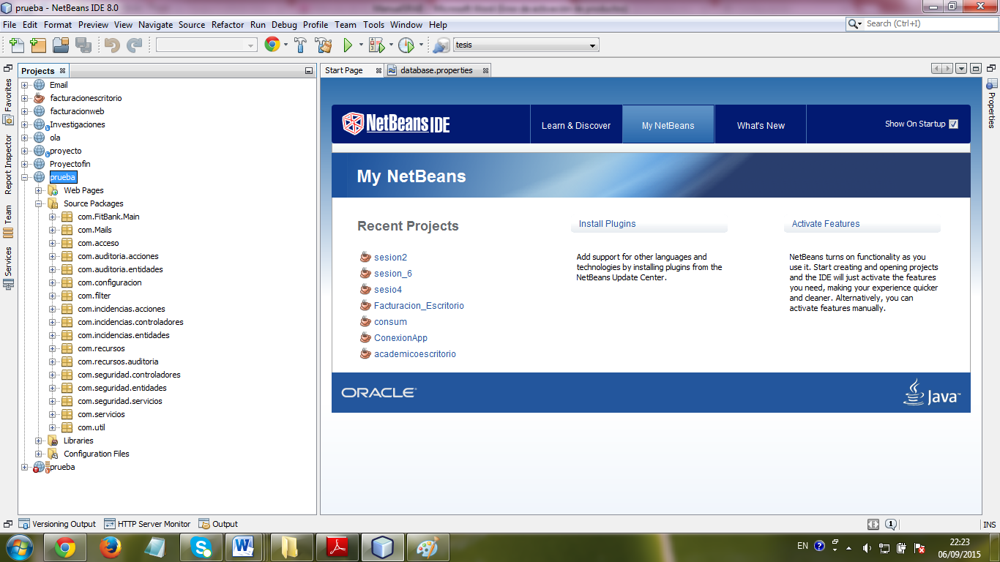 prueba - NetBeans IDE 8.0
File Edit Format Preview View Navigate Source Refactor Run Debug Profile Team Tools Window Help
Search (Ctrl+I)
tesis
Projects
Start Page
database.properties
Favorites
Report Inspector
Team
Services
Properties
Email
facturacionescritorio
facturacionweb
Investigaciones
ola
proyecto
Proyectofin
prueba
Web Pages
Source Packages
com.FitBank.Main
com.Mails
com.acceso
com.auditoria.acciones
com.auditoria.entidades
com.configuracion
com.filter
com.incidencias.acciones
com.incidencias.controladores
com.incidencias.entidades
com.recursos
com.recursos.auditoria
com.seguridad.controladores
com.seguridad.entidades
com.seguridad.servicios
com.servicios
com.util
Libraries
Configuration Files
prueba
NetBeans IDE
Learn & Discover
My NetBeans
What's New
Show On Startup
My NetBeans
Recent Projects
sesion2
sesion_6
sesio4
Facturacion_Escritorio
consum
ConexionApp
academicoescritorio
Install Plugins
Add support for other languages and
technologies by installing plugins from the
NetBeans Update Center.
Activate Features
NetBeans turns on functionality as you
use it. Start creating and opening projects
and the IDE will just activate the features
you need, making your experience quicker
and cleaner. Alternatively, you can
activate features manually.
ORACLE
Java
Versioning Output
HTTP Server Monitor
Output
1
INS
EN
22:23
06/09/2015